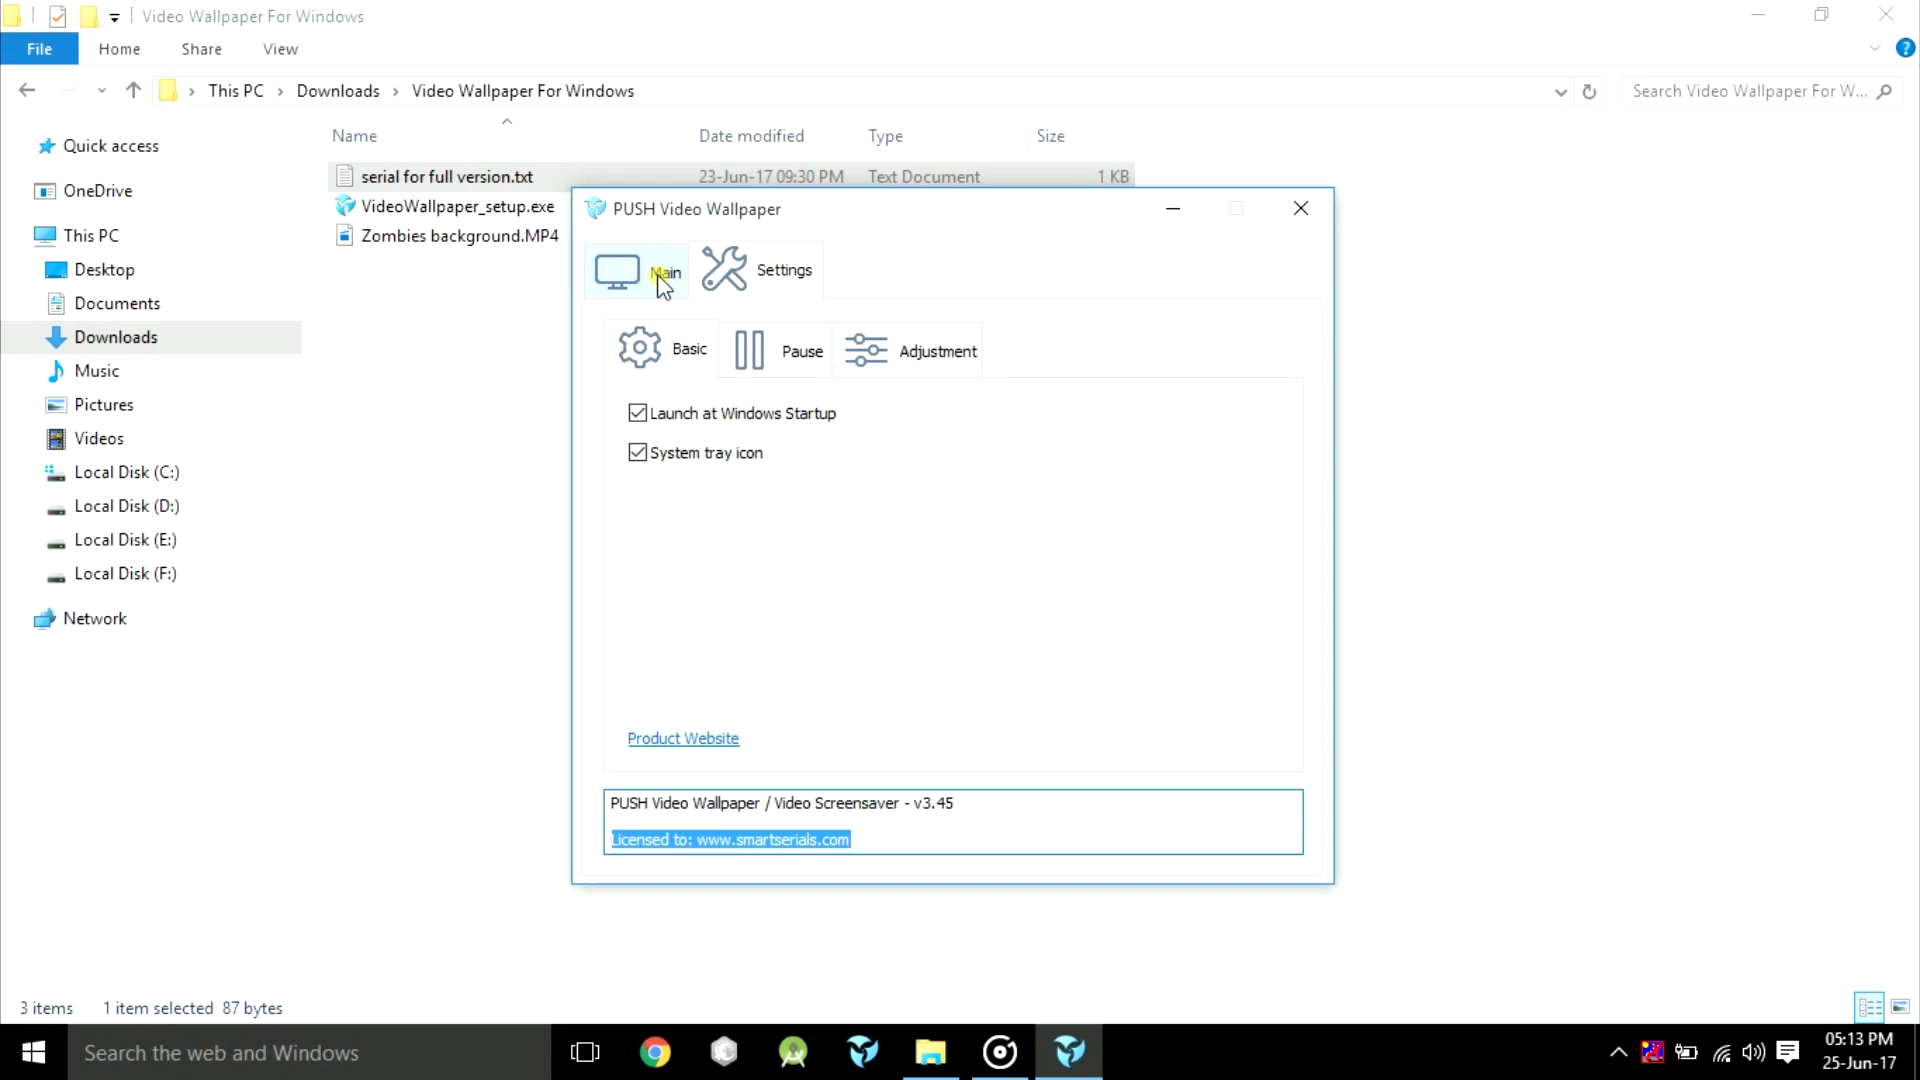 Video Wallpaper For Windows
File Home Share View
This PC Downloads Video Wallpaper For Windows
Search Video Wallpaper For W...
Name Date modified Type Size
Quick access
OneDrive
This PC
Desktop
Documents
Downloads
Music
Pictures
Videos
Local Disk (C:)
Local Disk (D:)
Local Disk (E:)
Local Disk (F:)
Network
serial for full version.txt 23-Jun-17 09:30 PM Text Document 1 KB
VideoWallpaper_setup.exe
Zombies background.MP4
PUSH Video Wallpaper
Main Settings
Basic Pause Adjustment
Launch at Windows Startup
System tray icon
Product Website
PUSH Video Wallpaper / Video Screensaver - v3.45
Licensed to: www.smartserials.com
3 items 1 item selected 87 bytes
Search the web and Windows
05:13 PM
25-Jun-17